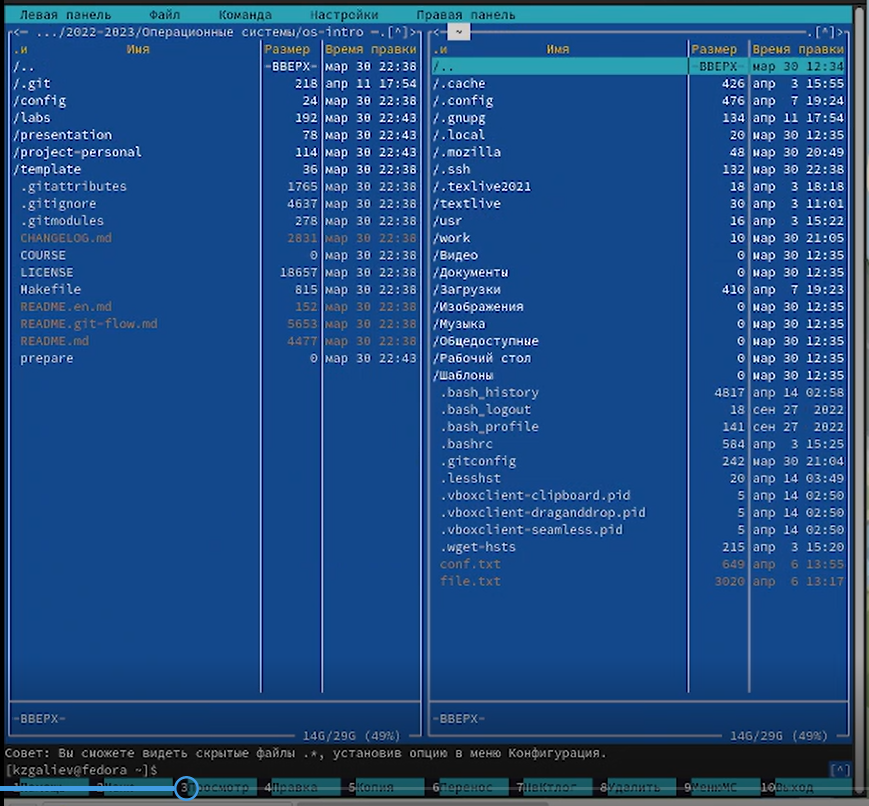 Левая панель Файл Команда Настройки Правая панель
<— .../2022-2023/Операционные системы/os-intro —.[^]>
.и Имя Размер Время правки
/.. -ВВЕРХ- мар 30 22:38
/.git 218 апр 11 17:54
/config 24 мар 30 22:38
/labs 192 мар 30 22:43
/presentation 78 мар 30 22:43
/project-personal 114 мар 30 22:43
/template 36 мар 30 22:38
.gitattributes 1765 мар 30 22:38
.gitignore 4637 мар 30 22:38
.gitmodules 278 мар 30 22:38
CHANGELOG.md 2831 мар 30 22:38
COURSE 0 мар 30 22:38
LICENSE 18657 мар 30 22:38
Makefile 815 мар 30 22:38
README.en.md 152 мар 30 22:38
README.git-flow.md 5653 мар 30 22:38
README.md 4477 мар 30 22:38
prepare 0 мар 30 22:43
-ВВЕРХ-
14G/29G (49%)
<— ~ .[^]>
.и Имя Размер Время правки
/.. -ВВЕРХ- мар 30 12:34
/.cache 426 апр 3 15:55
/.config 476 апр 7 19:24
/.gnupg 134 апр 11 17:54
/.local 20 мар 30 12:35
/.mozilla 48 мар 30 20:49
/.ssh 132 мар 30 22:38
/.texlive2021 18 апр 3 18:18
/textlive 30 апр 3 11:01
/usr 16 апр 3 15:22
/work 10 мар 30 21:05
/Видео 0 мар 30 12:35
/Документы 0 мар 30 12:35
/Загрузки 410 апр 7 19:23
/Изображения 0 мар 30 12:35
/Музыка 0 мар 30 12:35
/Общедоступные 0 мар 30 12:35
/Рабочий стол 0 мар 30 12:35
/Шаблоны 0 мар 30 12:35
.bash_history 4817 апр 14 02:58
.bash_logout 18 сен 27 2022
.bash_profile 141 сен 27 2022
.bashrc 584 апр 3 15:25
.gitconfig 242 мар 30 21:04
.lesshst 20 апр 14 03:49
.vboxclient-clipboard.pid 5 апр 14 02:50
.vboxclient-draganddrop.pid 5 апр 14 02:50
.vboxclient-seamless.pid 5 апр 14 02:50
.wget-hsts 215 апр 3 15:20
conf.txt 649 апр 6 13:55
file.txt 3020 апр 6 13:17
-ВВЕРХ-
14G/29G (49%)
Совет: Вы сможете видеть скрытые файлы .*, установив опцию в меню Конфигурация.
[kzgaliev@fedora ~]$ [^]
3Просмотр 4Правка 5Копия 6Перенос 7НвКтлог 8Удалить 9МенюMC 10Выход